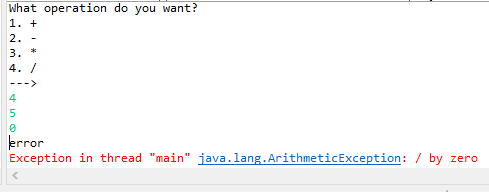 What operation do you want?
1. +
2. -
3. *
4. /
--->
4
5
0
error
Exception in thread "main" java.lang.ArithmeticException: / by zero